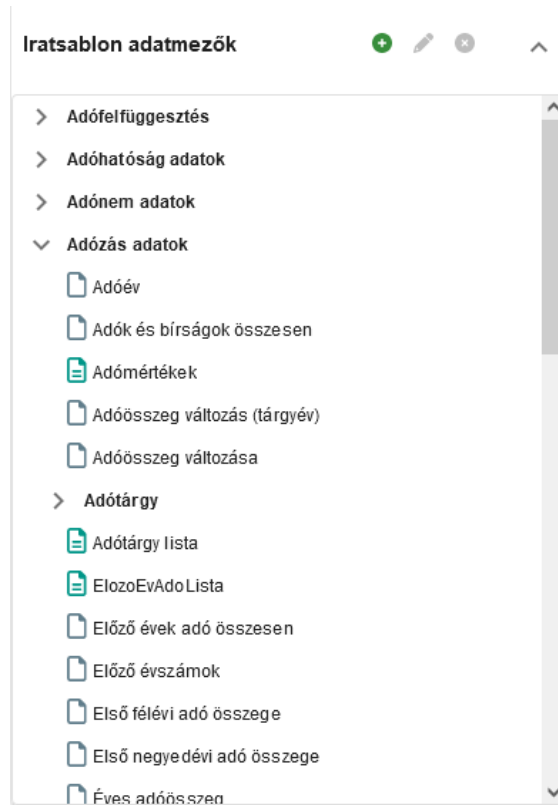 Iratsablon adatmezők
Adófelfüggesztés
Adóhatóság adatok
Adónem adatok
Adózás adatok
Adóév
Adók és bírságok összesen
Adómértékek
Adóösszeg változás (tárgyév)
Adóösszeg változása
Adótárgy
Adótárgy lista
ElozoEvAdoLista
Előző évek adó összesen
Előző évszámok
Első félévi adó összege
Első negyedévi adó összege
Éves adóösszeg